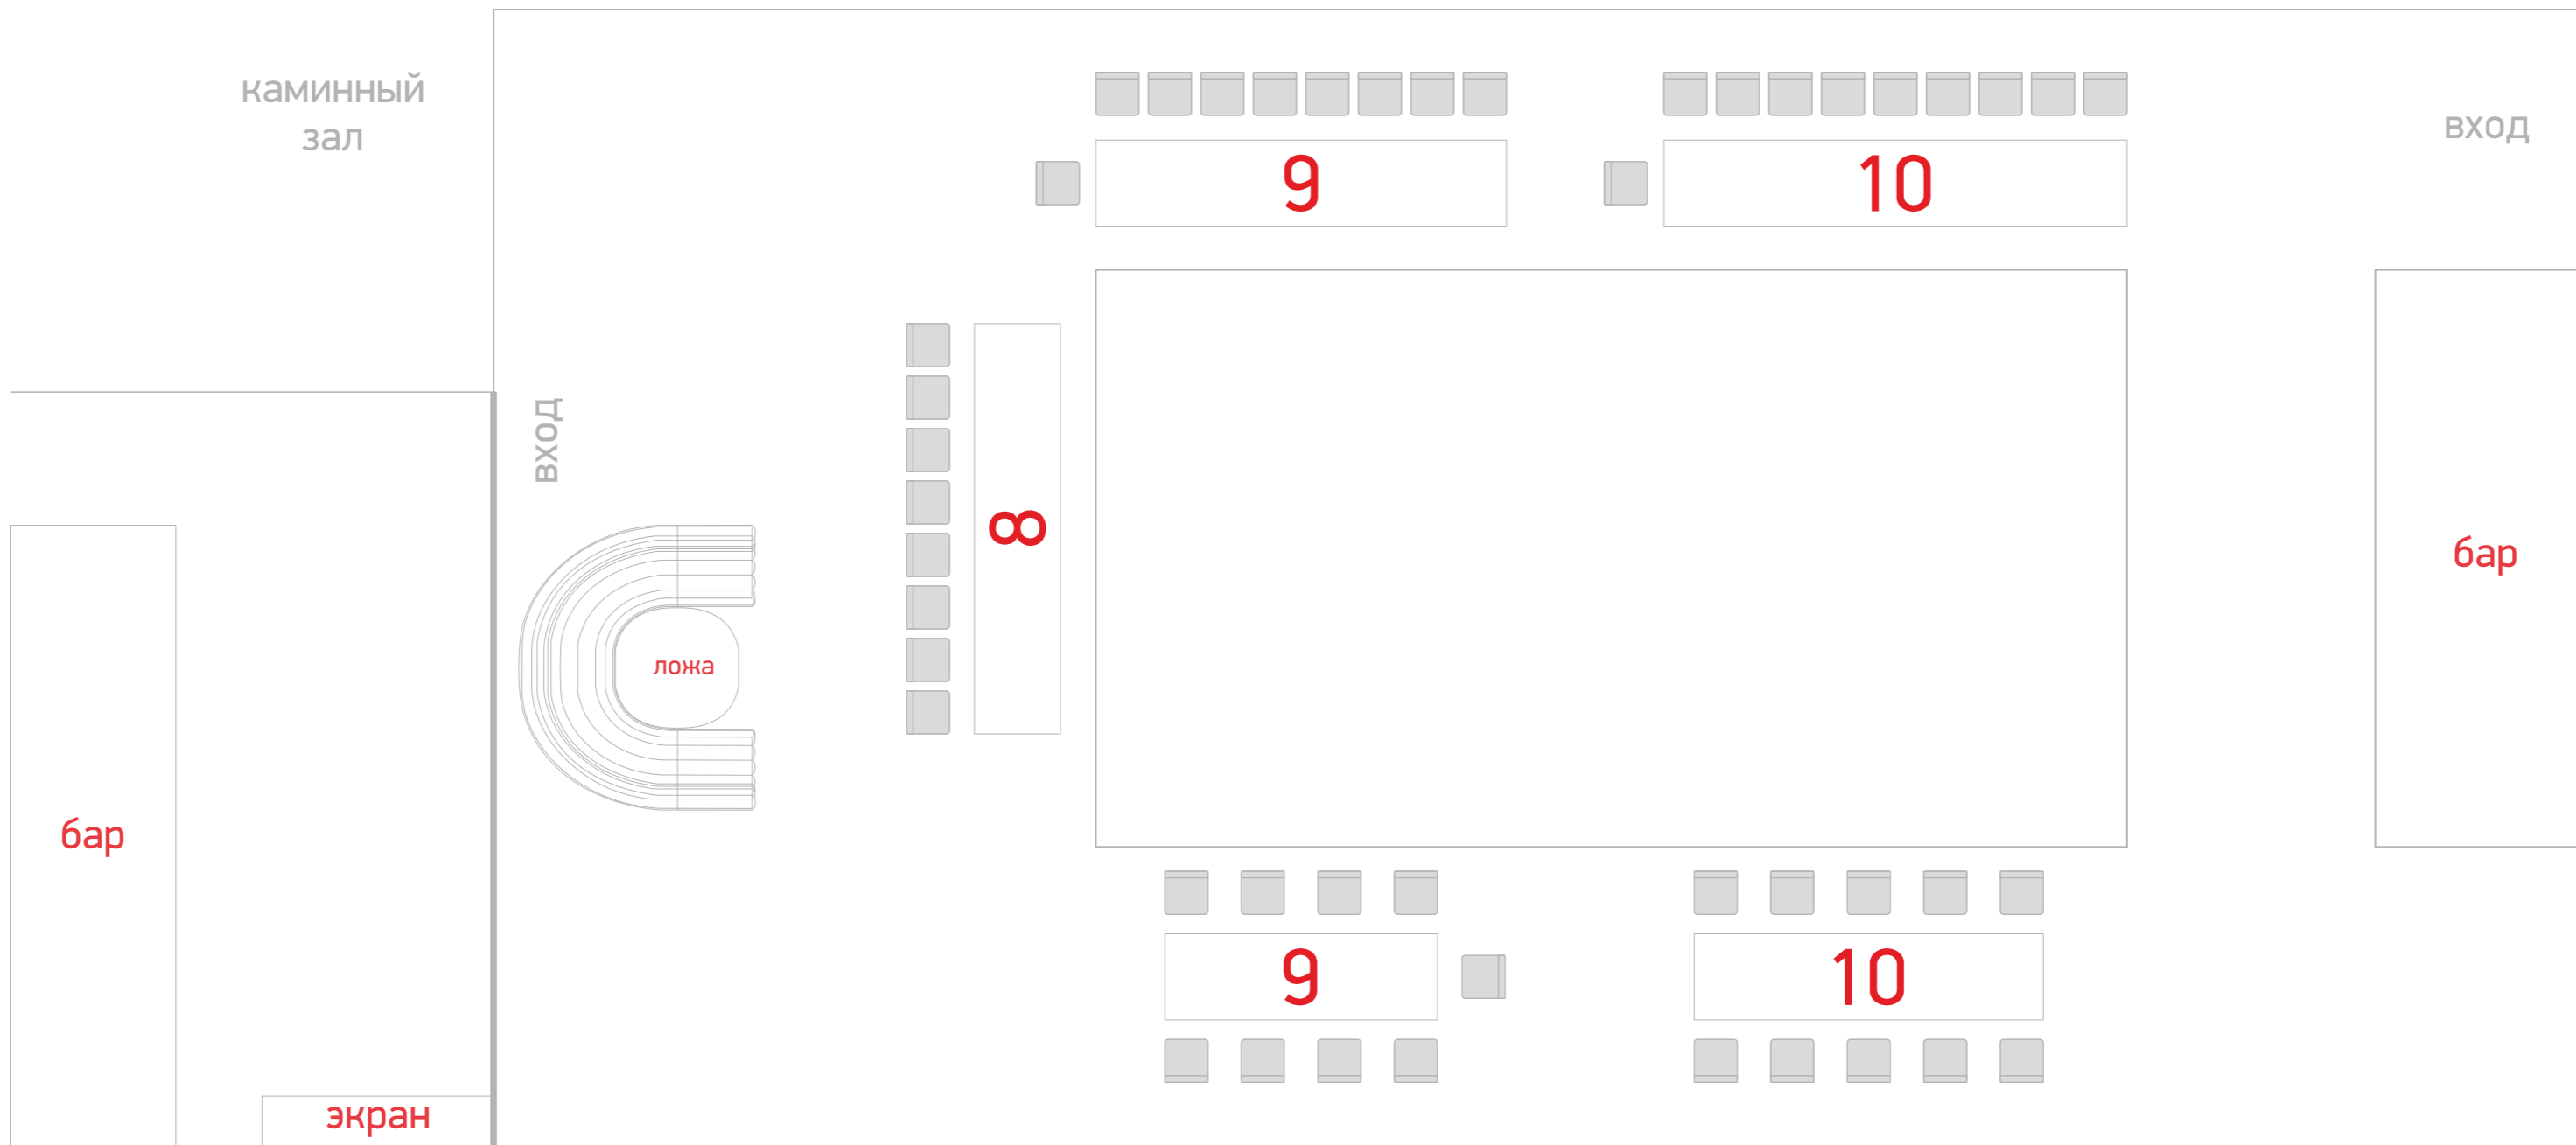 каминный
зал
9
10
вход
вход
8
бар
ложа
бар
9
10
экран